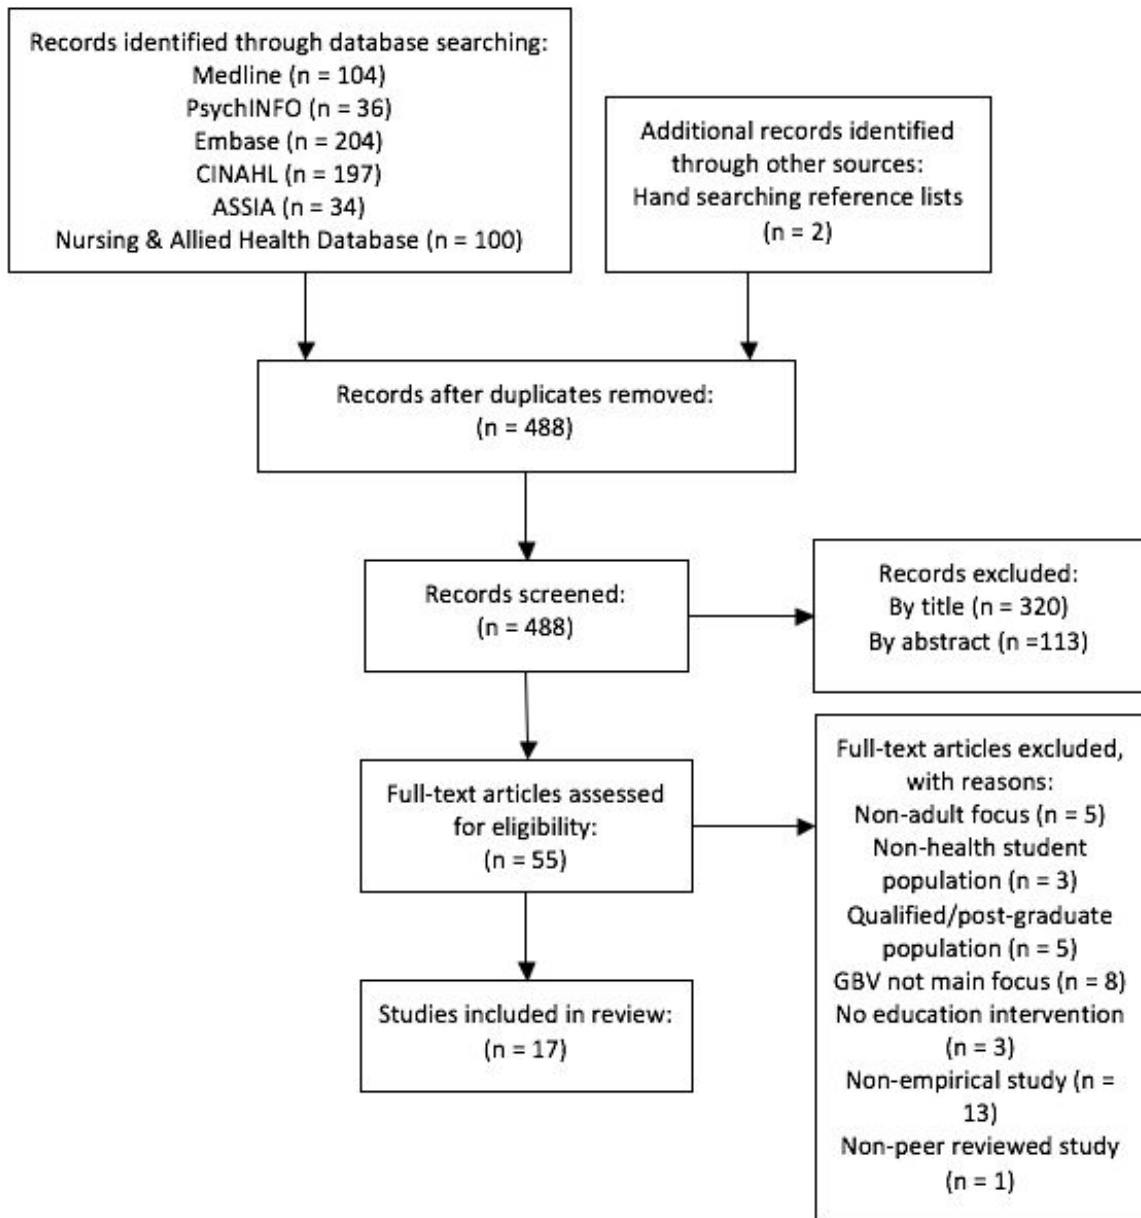 Records identified through database searching:
Medline (n = 104)
PsychINFO (n = 36)
Embase (n = 204)
CINAHL (n = 197)
ASSIA (n = 34)
Nursing & Allied Health Database (n = 100)
Additional records identified
through other sources:
Hand searching reference lists
(n = 2)
Records after duplicates removed:
(n = 488)
Records screened:
(n = 488)
Records excluded:
By title (n = 320)
By abstract (n =113)
Full-text articles assessed
for eligibility:
(n = 55)
Full-text articles excluded,
with reasons:
Non-adult focus (n = 5)
Non-health student
population (n = 3)
Qualified/post-graduate
population (n = 5)
GBV not main focus (n = 8)
No education intervention
(n = 3)
Non-empirical study (n =
13)
Non-peer reviewed study
(n = 1)
Studies included in review:
(n = 17)